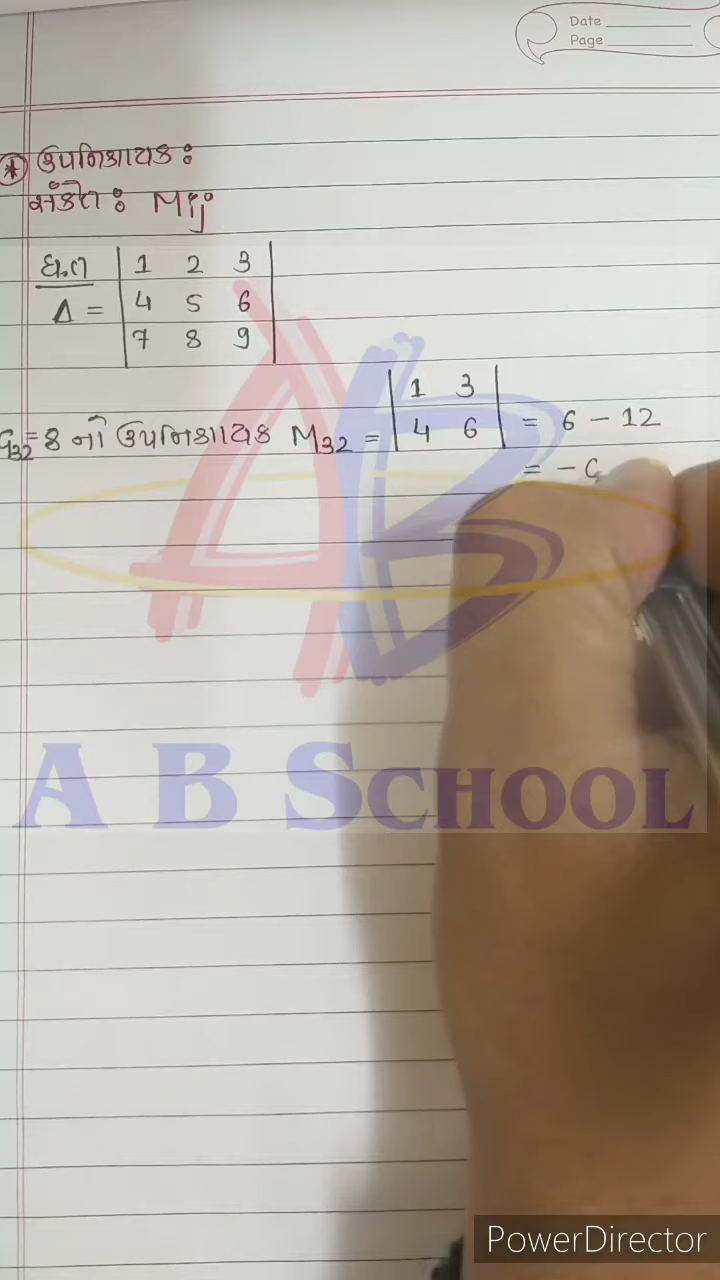 Date
Page
* ઉપનિશ્ચાયક :
સંકેત : Mij
દા.ત | 1 2 3 |
Δ = | 4 5 6 |
| 7 8 9 |
| 1 3 |
a32 = 8 નો ઉપનિશ્ચાયક M32 = | 4 6 | = 6 - 12
= -
A B SCHOOL
PowerDirector